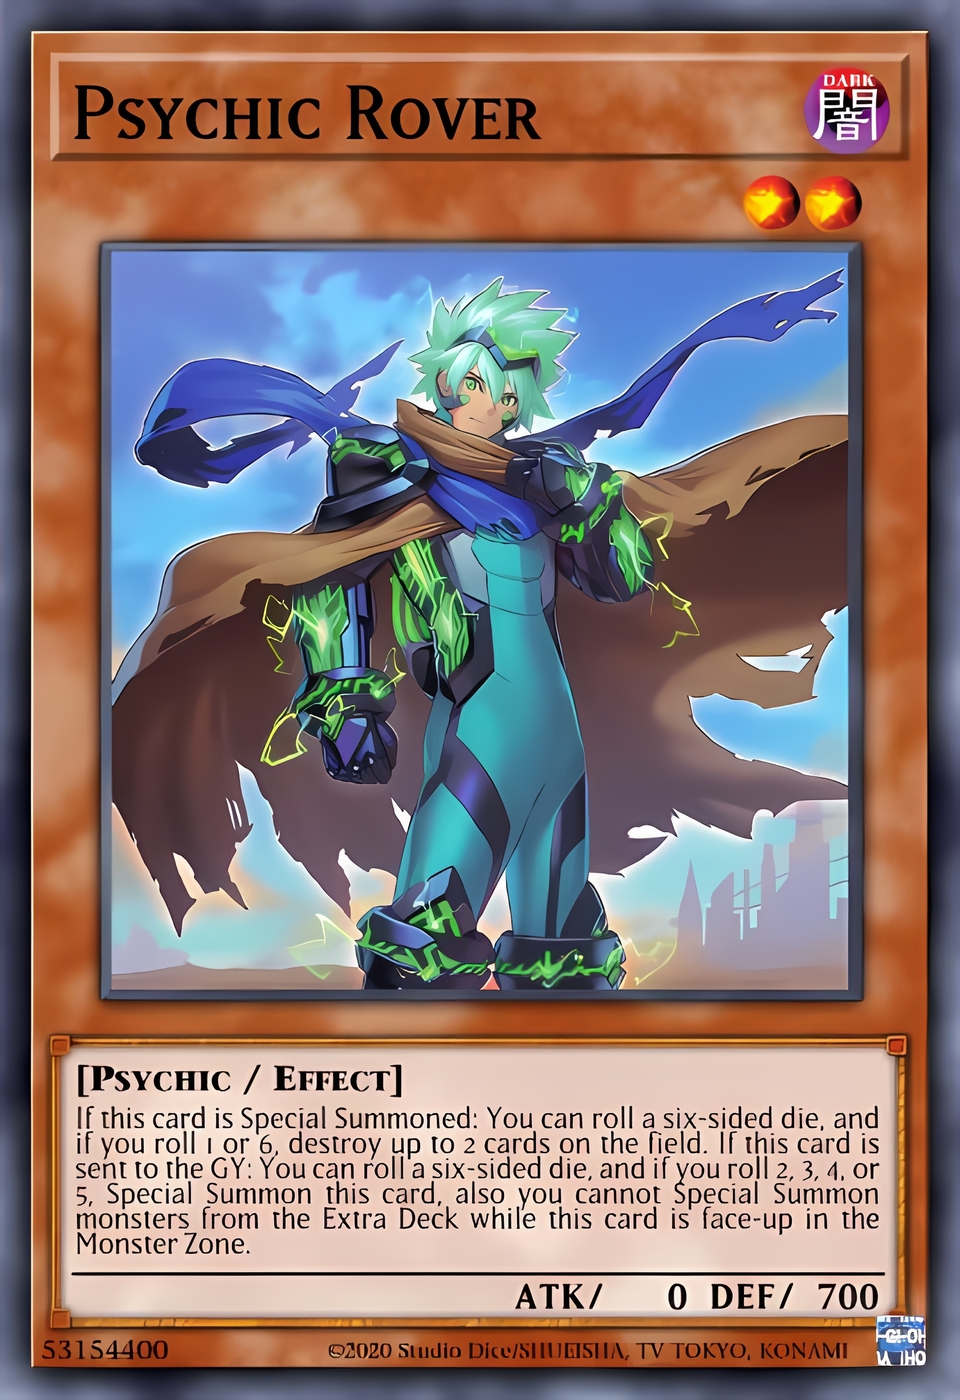 Psychic Rover
DARK
闇
[Psychic / Effect]
If this card is Special Summoned: You can roll a six-sided die, and
if you roll 1 or 6, destroy up to 2 cards on the field. If this card is
sent to the GY: You can roll a six-sided die, and if you roll 2, 3, 4, or
5, Special Summon this card, also you cannot Special Summon
monsters from the Extra Deck while this card is face-up in the
Monster Zone.
ATK/ 0 DEF/ 700
53154400
©2020 Studio Dice/SHUEISHA, TV TOKYO, KONAMI